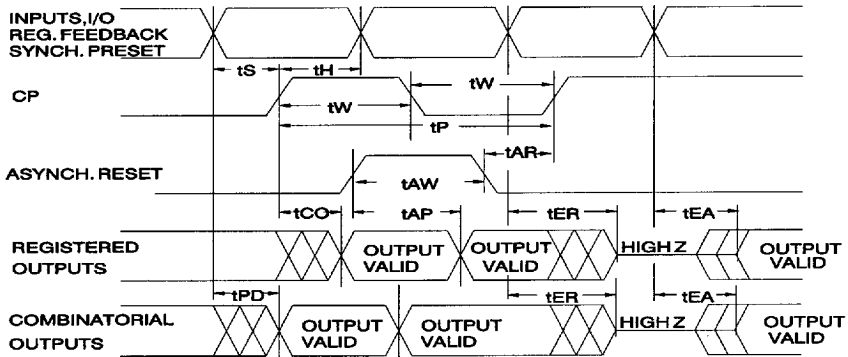 INPUTS,I/O
REG. FEEDBACK
SYNCH. PRESET
tS
tH
tW
CP
tW
tP
tAR
ASYNCH. RESET
tAW
tCO
tAP
tER
tEA
REGISTERED
OUTPUTS
OUTPUT
VALID
OUTPUT
VALID
HIGH Z
OUTPUT
VALID
tPD
tER
tEA
COMBINATORIAL
OUTPUTS
OUTPUT
VALID
OUTPUT
VALID
HIGH Z
OUTPUT
VALID